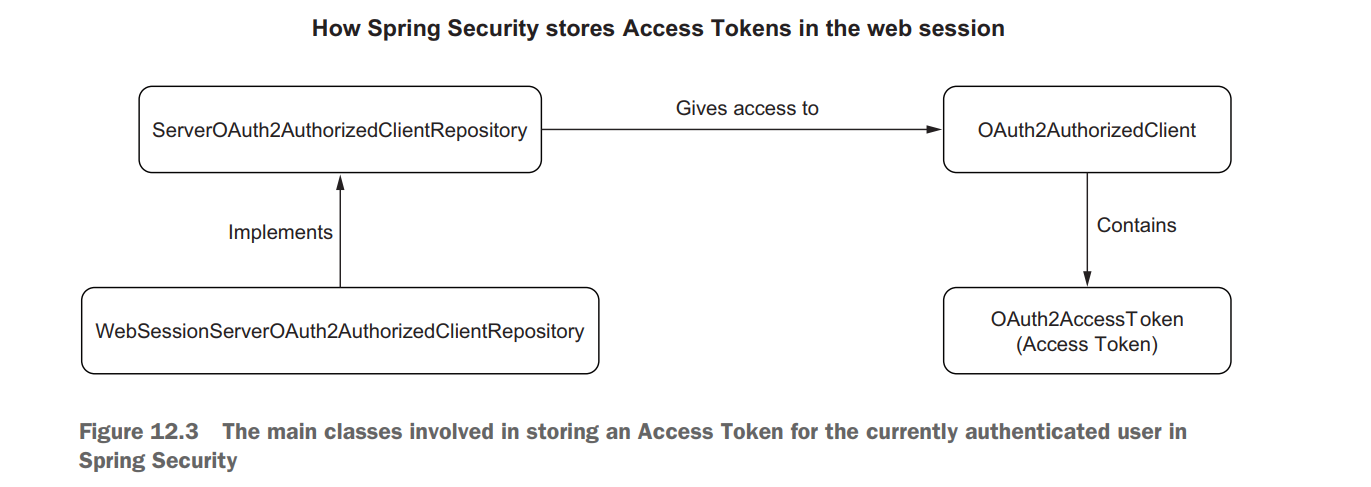 How Spring Security stores Access Tokens in the web session
Gives access to
ServerOAuth2AuthorizedClientRepository
OAuth2AuthorizedClient
Implements
Contains
WebSessionServerOAuth2AuthorizedClientRepository
OAuth2AccessToken
(Access Token)
Figure 12.3 The main classes involved in storing an Access Token for the currently authenticated user in
Spring Security